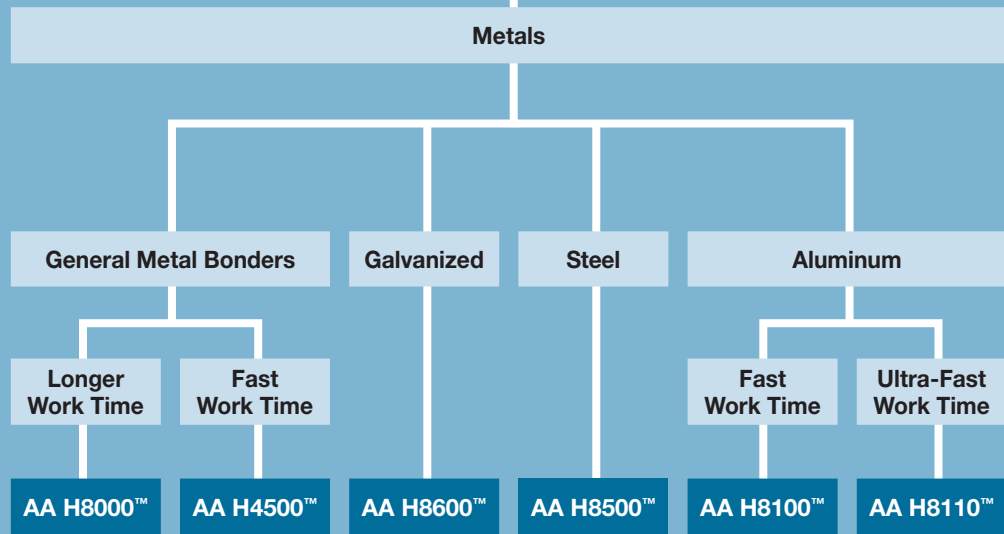 Metals
General Metal Bonders
Galvanized
Steel
Aluminum
Longer
Work Time
Fast
Work Time
Fast
Work Time
Ultra-Fast
Work Time
AA H8000™
AA H4500™
AA H8600™
AA H8500™
AA H8100™
AA H8110™